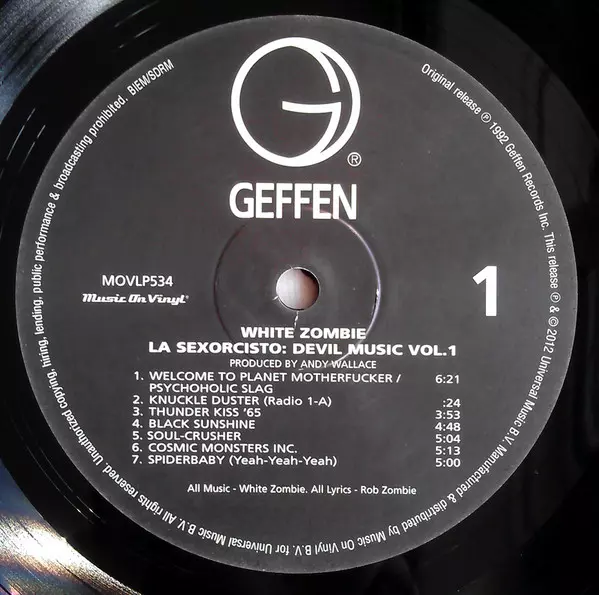 G
®
GEFFEN
MOVLP534
Music On Vinyl®
1
WHITE ZOMBIE
LA SEXORCISTO: DEVIL MUSIC VOL.1
PRODUCED BY ANDY WALLACE
1. WELCOME TO PLANET MOTHERFUCKER / 6:21
PSYCHOHOLIC SLAG
2. KNUCKLE DUSTER (Radio 1-A) :24
3. THUNDER KISS '65 3:53
4. BLACK SUNSHINE 4:48
5. SOUL-CRUSHER 5:04
6. COSMIC MONSTERS INC. 5:13
7. SPIDERBABY (Yeah-Yeah-Yeah) 5:00
All Music - White Zombie. All Lyrics - Rob Zombie
Original release ℗ 1992 Geffen Records Inc. This release ℗ & © 2012 Universal Music B.V. Manufactured & distributed by Music On Vinyl B.V. for Universal Music B.V. All rights reserved. Unauthorized copying, hiring, lending, public performance & broadcasting prohibited. BIEM/SDRM